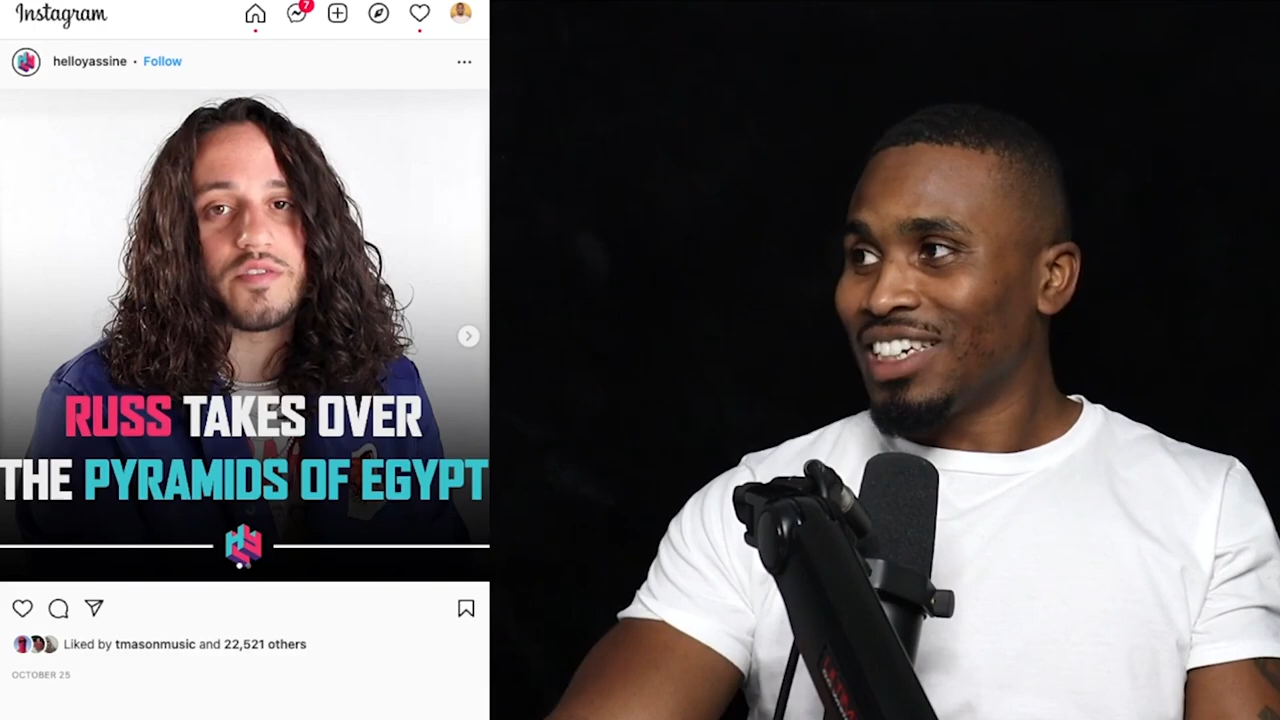 Instagram
7
helloyassine • Follow
RUSS TAKES OVER
THE PYRAMIDS OF EGYPT
Liked by tmasonmusic and 22,521 others
OCTOBER 25